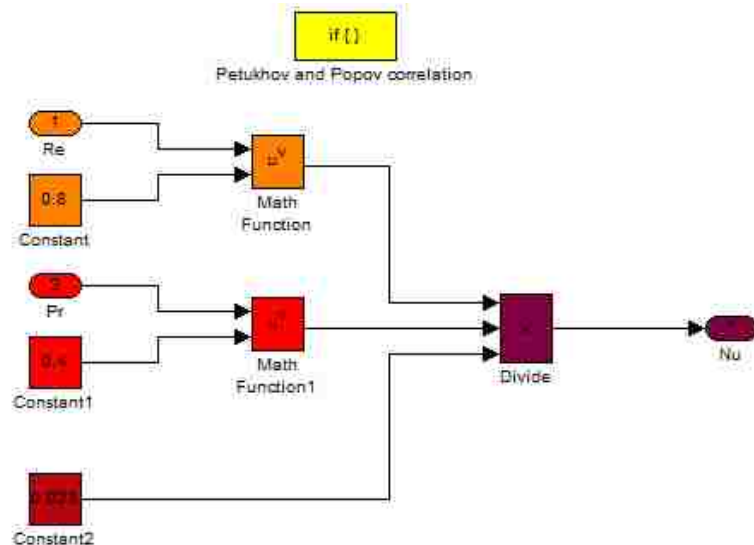 if { }
Petukhov and Popov correlation
1
Re
u^v
0.8
Math
Function
Constant
Pr
0.4
Math
Function1
Constant1
Nu
Divide
Constant2